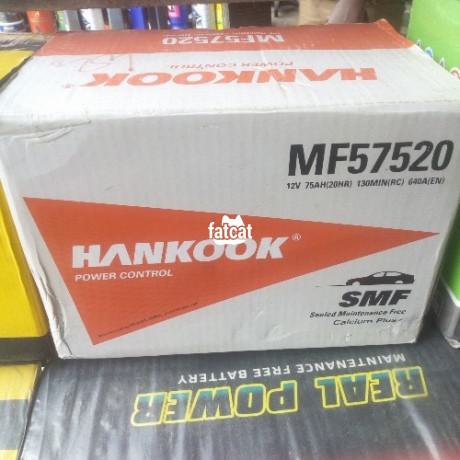 MF57520
HANKOOK
POWER CONTROL
MF57520
12V 75AH(20HR) 130MIN(RC) 640A(EN)
fatcat
HANKOOK®
POWER CONTROL
SMF
Sealed Maintenance Free
Calcium Plus
MAINTENANCE FREE BATTERY
REAL POWER